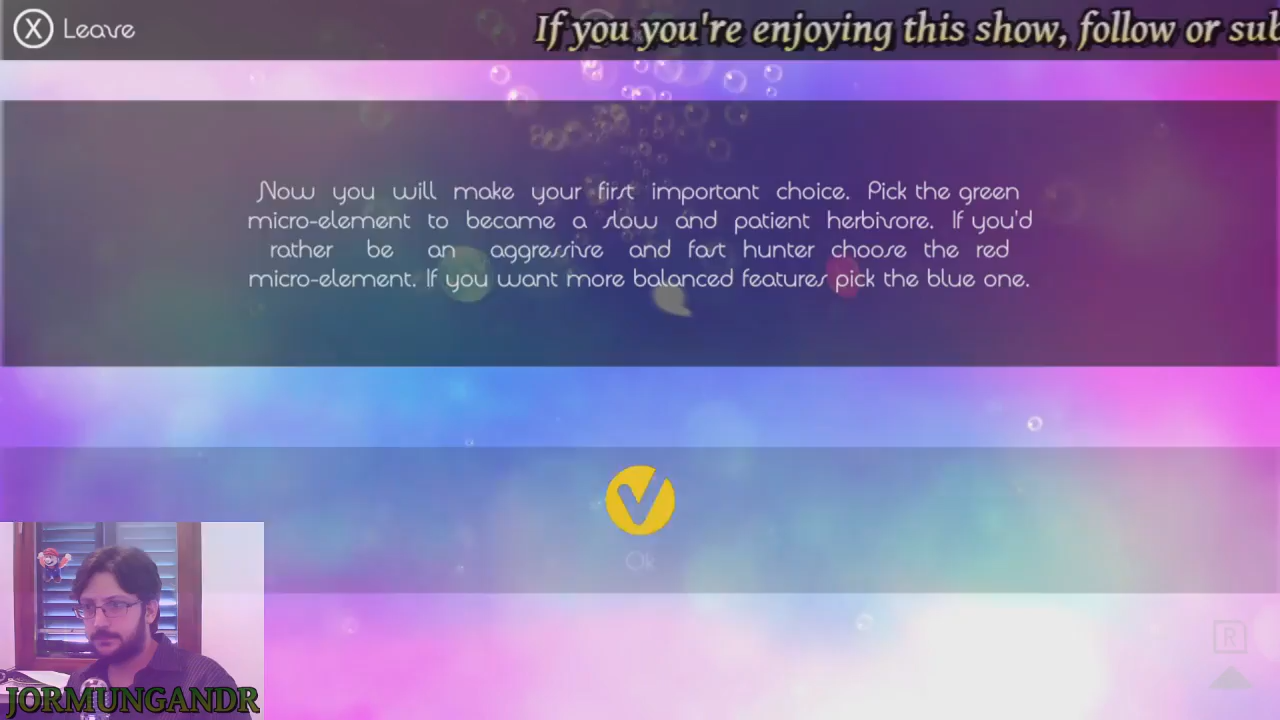 X Leave
If you you're enjoying this show, follow or sub
Now you will make your first important choice. Pick the green
micro-element to became a slow and patient herbivore. If you'd
rather be an aggressive and fast hunter choose the red
micro-element. If you want more balanced features pick the blue one.
Ok
R
JORMUNGANDR